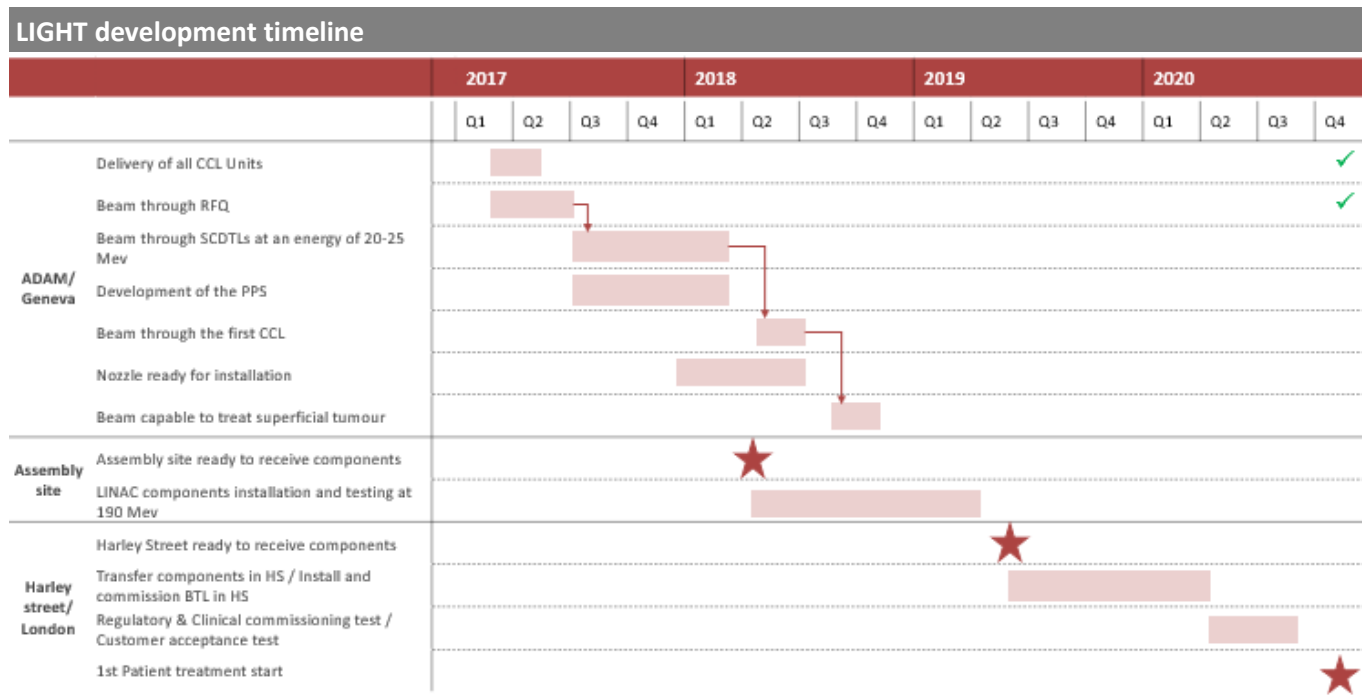 LIGHT development timeline
2017 2018 2019 2020
Q1 Q2 Q3 Q4 Q1 Q2 Q3 Q4 Q1 Q2 Q3 Q4 Q1 Q2 Q3 Q4
ADAM/
Geneva
Delivery of all CCL Units
Beam through RFQ
Beam through SCDTLs at an energy of 20-25
Mev
Development of the PPS
Beam through the first CCL
Nozzle ready for installation
Beam capable to treat superficial tumour
Assembly
site
Assembly site ready to receive components
LINAC components installation and testing at
190 Mev
Harley
street/
London
Harley Street ready to receive components
Transfer components in HS / Install and
commission BTL in HS
Regulatory & Clinical commissioning test /
Customer acceptance test
1st Patient treatment start